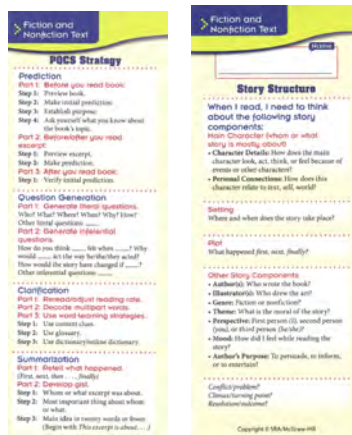 Fiction and
Nonfiction Text
PQCS Strategy
Prediction
Part 1: Before you read book:
Step 1: Preview book.
Step 2: Make initial prediction.
Step 3: Establish purpose.
Step 4: Ask yourself what you know about
the book's topic.
Part 2: Before/after you read
excerpt:
Step 1: Preview excerpt.
Step 2: Make prediction.
Part 3: After you read book:
Step 1: Verify initial prediction.
Question Generation
Part 1: Generate literal questions.
Who? What? Where? When? Why? How?
Other literal questions: ____
Part 2: Generate inferential
questions.
How do you think ____ felt when ____? Why
would ____ act the way he/she/they acted?
How would the story have changed if ____?
Other inferential questions: ____
Clarification
Part 1: Reread/adjust reading rate.
Part 2: Decode multipart words.
Part 3: Use word learning strategies.
Step 1: Use context clues.
Step 2: Use glossary.
Step 3: Use dictionary/online dictionary.
Summarization
Part 1: Retell what happened.
(First, next, then . . . finally)
Part 2: Develop gist.
Step 1: Whom or what excerpt was about.
Step 2: Most important thing about whom
or what.
Step 3: Main idea in twenty words or fewer
(Begin with This excerpt is about. . . .)
Fiction and
Nonfiction Text
Name
Story Structure
When I read, I need to think
about the following story
components:
Main Character (whom or what
story is mostly about)
• Character Details: How does the main
character look, act, think, or feel because of
events or other characters?
• Personal Connections: How does this
character relate to text, self, world?
Setting
Where and when does the story take place?
Plot
What happened first, next, finally?
Other Story Components
• Author(s): Who wrote the book?
• Illustrator(s): Who drew the art?
• Genre: Fiction or nonfiction?
• Theme: What is the moral of the story?
• Perspective: First person (I), second person
(you), or third person (he/she)?
• Mood: How did I feel while reading the
story?
• Author's Purpose: To persuade, to inform,
or to entertain?
Conflict/problem?
Climax/turning point?
Resolution/outcome?
Copyright © SRA/McGraw-Hill